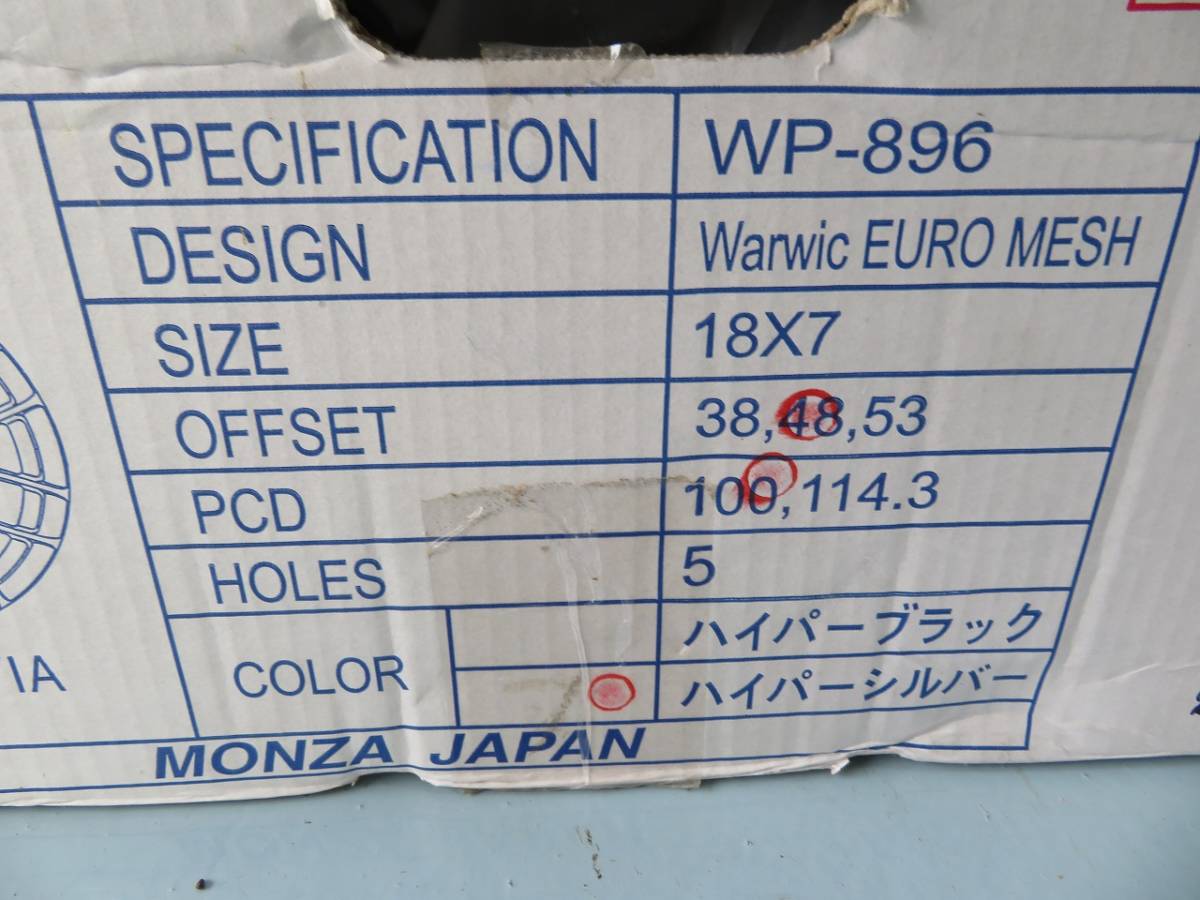 SPECIFICATION WP-896
DESIGN Warwic EURO MESH
SIZE 18X7
OFFSET 38,48,53
PCD 100,114.3
HOLES 5
COLOR ハイパーブラック
ハイパーシルバー
IA
MONZA JAPAN